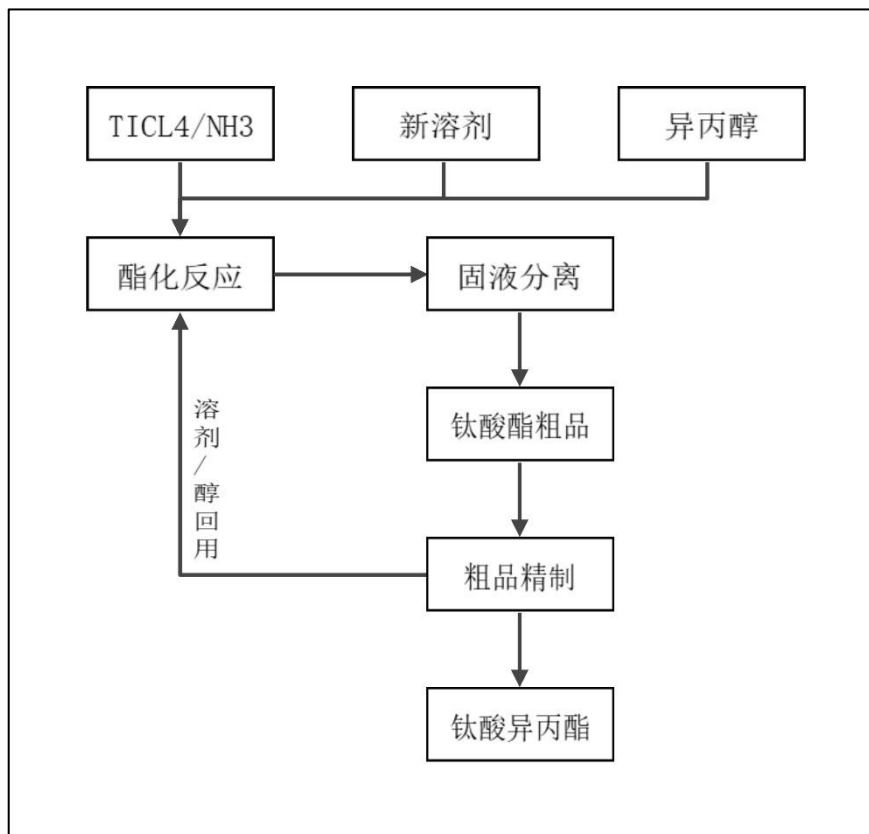 TICL4/NH3
新溶剂
异丙醇
酯化反应
固液分离
溶剂/醇回用
钛酸酯粗品
粗品精制
钛酸异丙酯